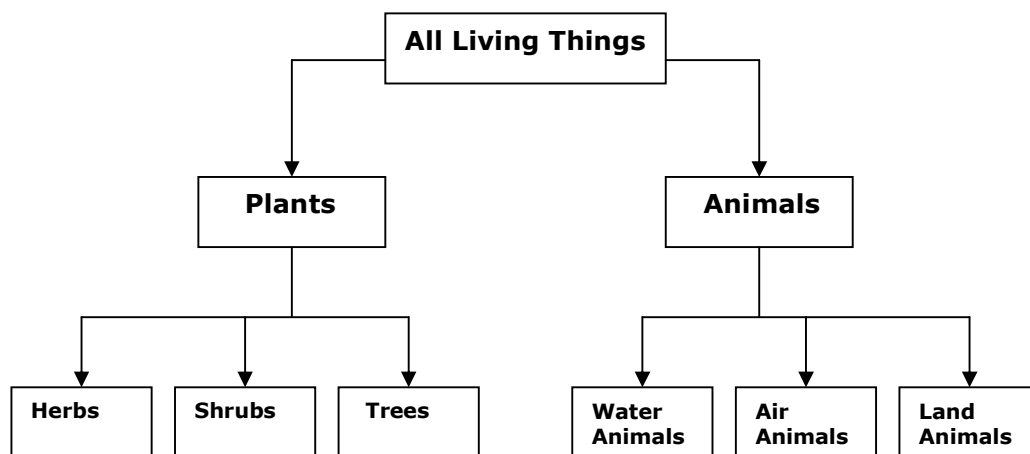 All Living Things
Plants
Animals
Herbs
Shrubs
Trees
Water
Animals
Air
Animals
Land
Animals